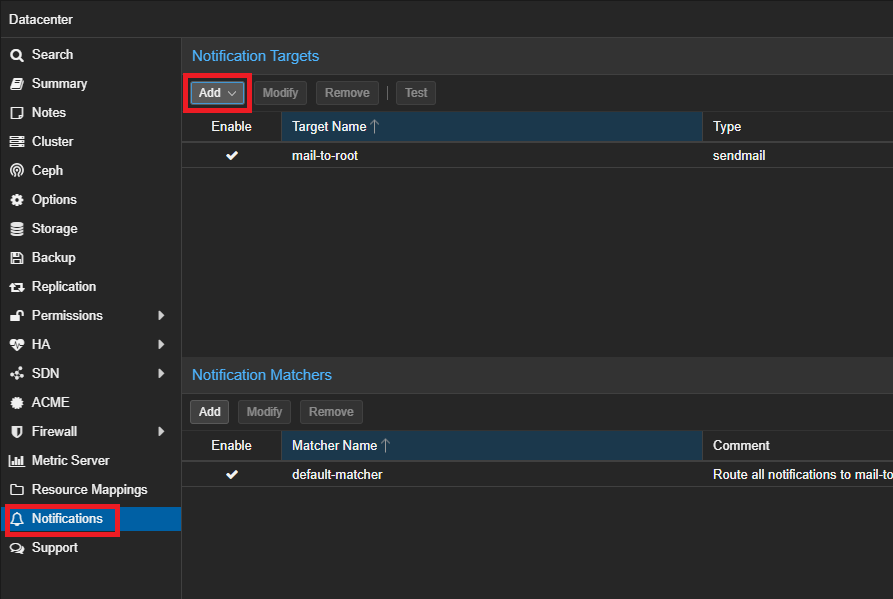 Datacenter
Search
Summary
Notes
Cluster
Ceph
Options
Storage
Backup
Replication
Permissions
HA
SDN
ACME
Firewall
Metric Server
Resource Mappings
Notifications
Support
Notification Targets
Add Modify Remove Test
Enable Target Name Type
mail-to-root sendmail
Notification Matchers
Add Modify Remove
Enable Matcher Name Comment
default-matcher Route all notifications to mail-to